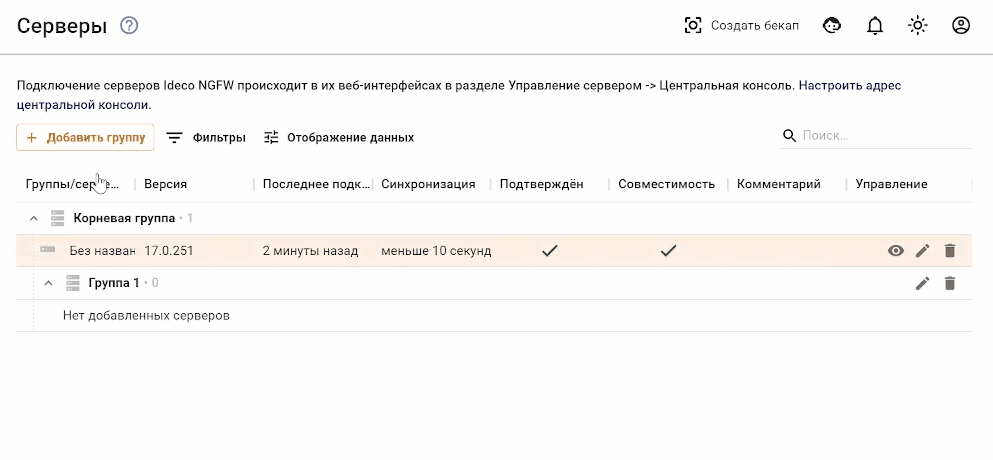 Серверы
Создать бекап
Подключение серверов Ideco NGFW происходит в их веб-интерфейсах в разделе Управление сервером -> Центральная консоль. Настроить адрес
центральной консоли.
+ Добавить группу
Фильтры
Отображение данных
Поиск...
Группы/се... Версия Последнее подк... Синхронизация Подтверждён Совместимость Комментарий Управление
Корневая группа • 1
Без назван 17.0.251 2 минуты назад меньше 10 секунд
Группа 1 • 0
Нет добавленных серверов